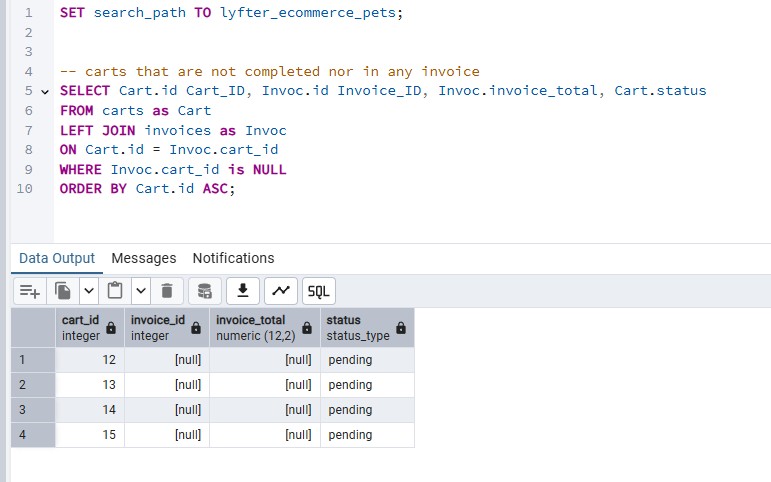 1 SET search_path TO lyfter_ecommerce_pets;
2
3
4 -- carts that are not completed nor in any invoice
5 SELECT Cart.id Cart_ID, Invoc.id Invoice_ID, Invoc.invoice_total, Cart.status
6 FROM carts as Cart
7 LEFT JOIN invoices as Invoc
8 ON Cart.id = Invoc.cart_id
9 WHERE Invoc.cart_id is NULL
10 ORDER BY Cart.id ASC;
Data Output Messages Notifications
SQL
cart_id invoice_id invoice_total status
integer integer numeric (12,2) status_type
1 12 [null] [null] pending
2 13 [null] [null] pending
3 14 [null] [null] pending
4 15 [null] [null] pending